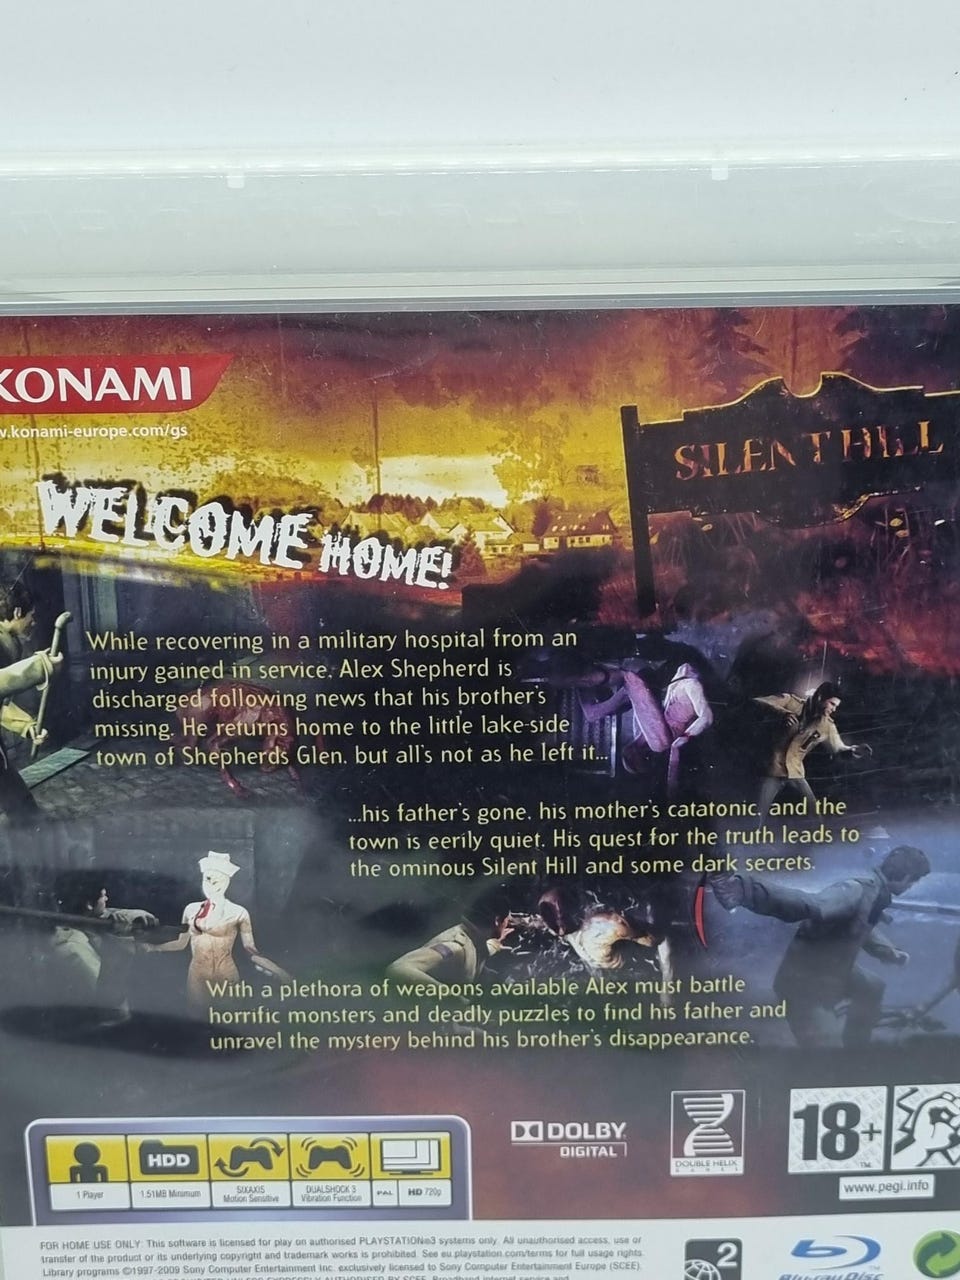 KONAMI
w.konami-europe.com/gs
SILENT HILL
WELCOME HOME!
While recovering in a military hospital from an
injury gained in service, Alex Shepherd is
discharged following news that his brother's
missing. He returns home to the little lake-side
town of Shepherds Glen, but all's not as he left it...
...his father's gone, his mother's catatonic, and the
town is eerily quiet. His quest for the truth leads to
the ominous Silent Hill and some dark secrets.
With a plethora of weapons available Alex must battle
horrific monsters and deadly puzzles to find his father and
unravel the mystery behind his brother's disappearance.
HDD
1 Player
1.51MB Minimum
SIXAXIS
Motion Sensitive
DUALSHOCK 3
Vibration Function
PAL
HD 720p
DOLBY
DIGITAL
DOUBLE HELIX
GAMES
18+
TM
www.pegi.info
FOR HOME USE ONLY: This software is licensed for play on authorised PLAYSTATION®3 systems only. All unauthorised access, use or
transfer of the product or its underlying copyright and trademark works is prohibited. See eu.playstation.com/terms for full usage rights.
Library programs ©1997-2009 Sony Computer Entertainment Inc. exclusively licensed to Sony Computer Entertainment Europe (SCEE).
2
Blu-ray Disc